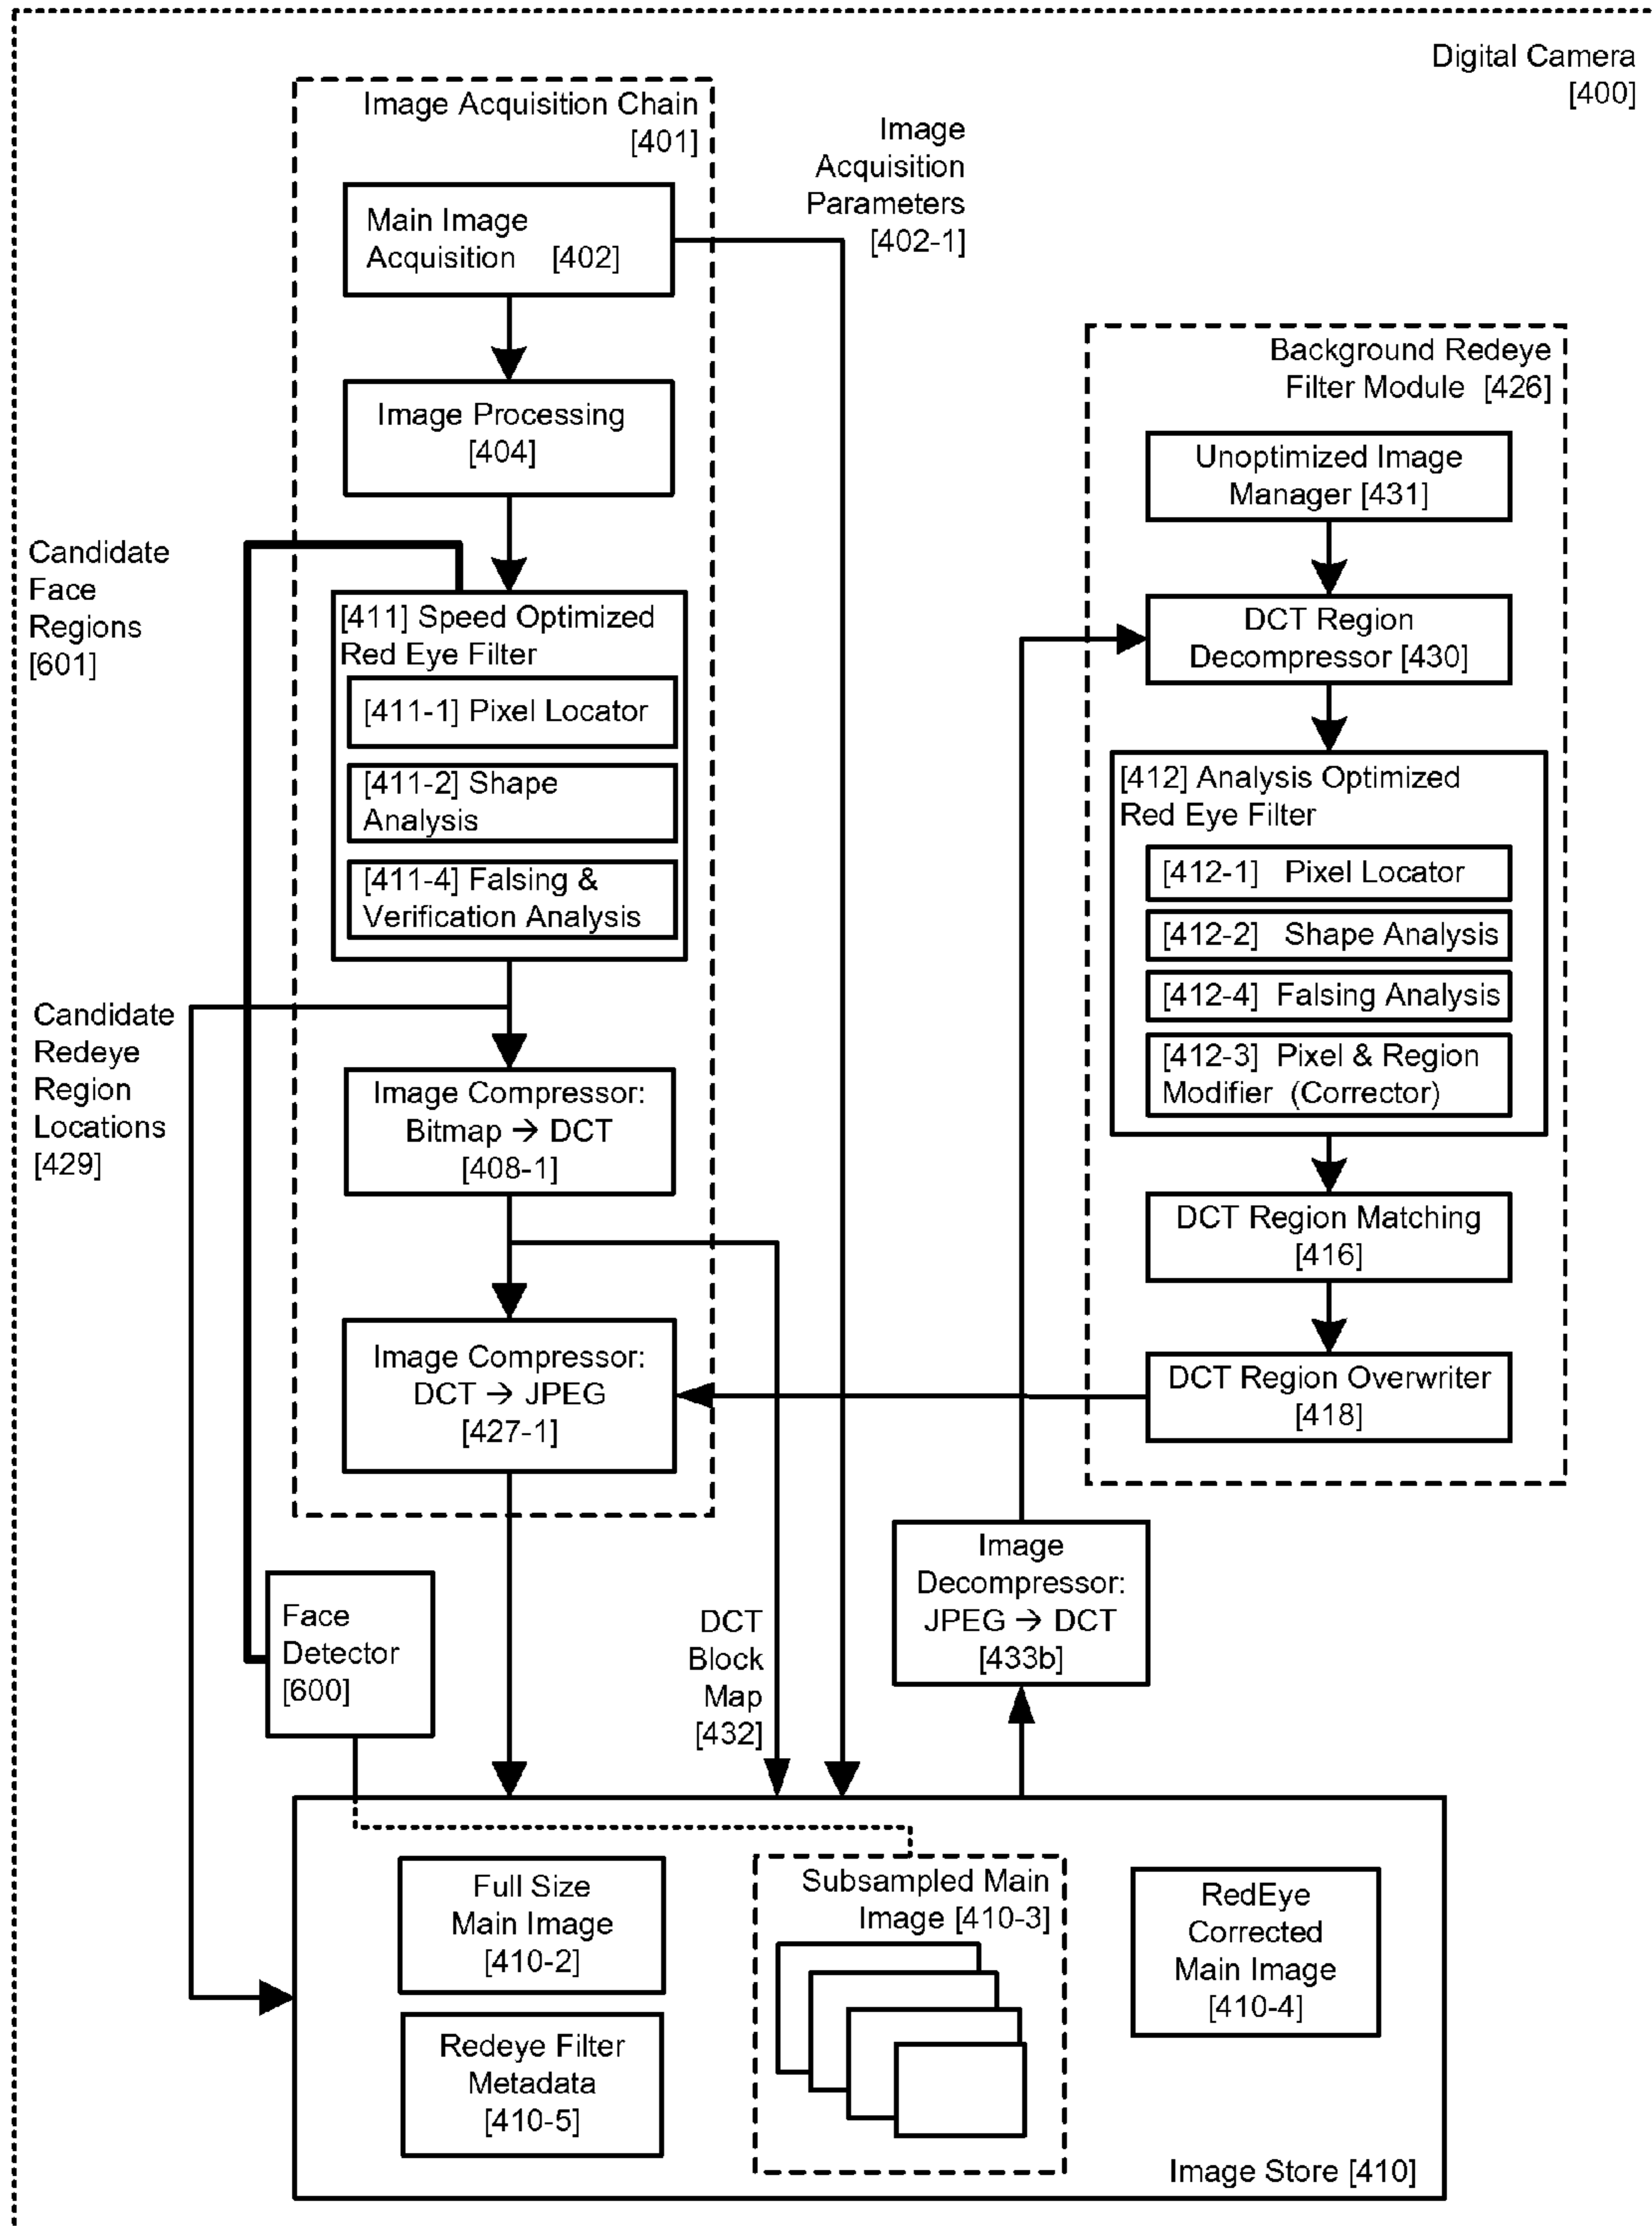 Digital Camera
[400]
Image Acquisition Chain
[401]
Image
Acquisition
Parameters
[402-1]
Main Image
Acquisition [402]
Image Processing
[404]
Candidate
Face
Regions
[601]
[411] Speed Optimized
Red Eye Filter
[411-1] Pixel Locator
[411-2] Shape
Analysis
[411-4] Falsing &
Verification Analysis
Candidate
Redeye
Region
Locations
[429]
Image Compressor:
Bitmap → DCT
[408-1]
Image Compressor:
DCT → JPEG
[427-1]
Background Redeye
Filter Module [426]
Unoptimized Image
Manager [431]
DCT Region
Decompressor [430]
[412] Analysis Optimized
Red Eye Filter
[412-1] Pixel Locator
[412-2] Shape Analysis
[412-4] Falsing Analysis
[412-3] Pixel & Region
Modifier (Corrector)
DCT Region Matching
[416]
DCT Region Overwriter
[418]
Face
Detector
[600]
DCT
Block
Map
[432]
Image
Decompressor:
JPEG → DCT
[433b]
Full Size
Main Image
[410-2]
Redeye Filter
Metadata
[410-5]
Subsampled Main
Image [410-3]
RedEye
Corrected
Main Image
[410-4]
Image Store [410]